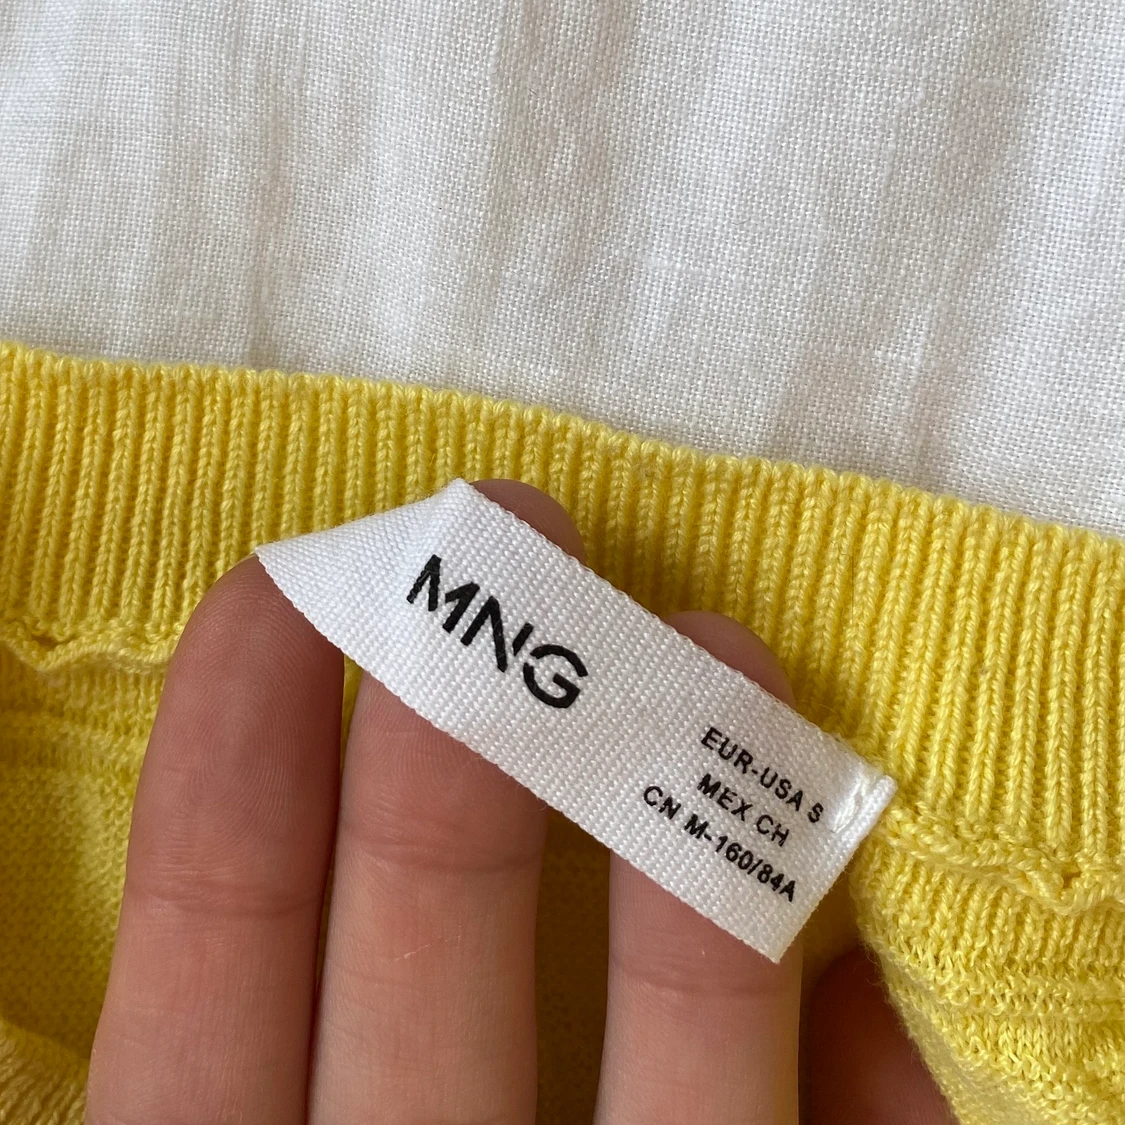 MNG
EUR-USA S
MEX CH
CN M-160/84A